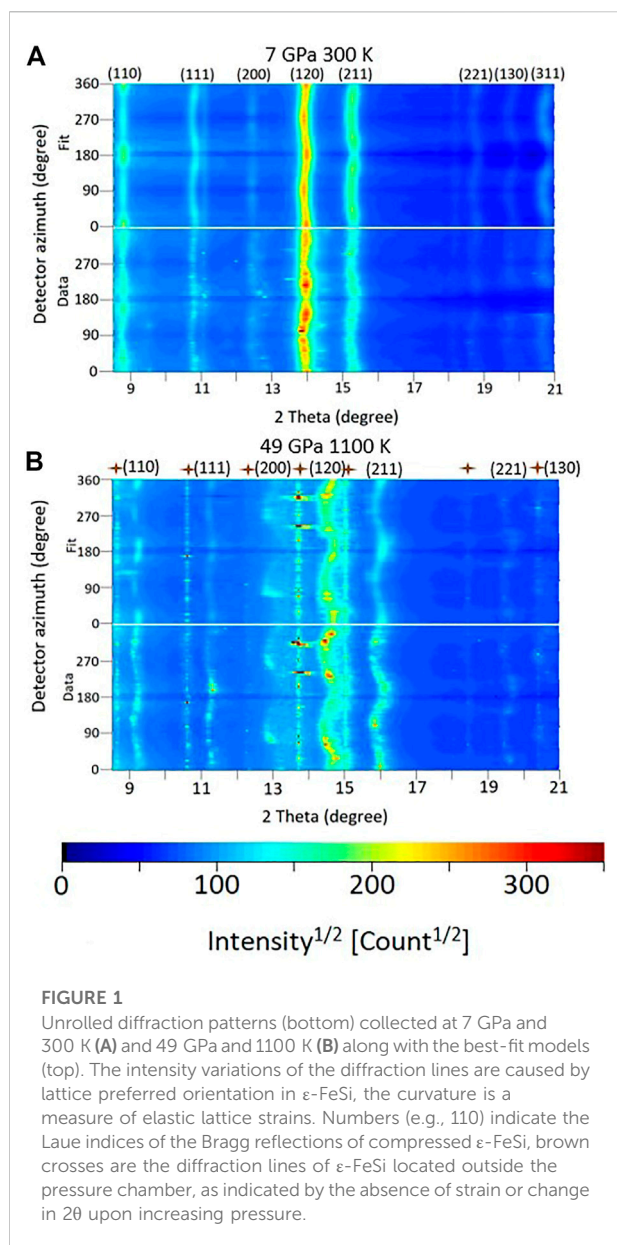 A
7 GPa 300 K
(110) (111) (200) (120) (211) (221) (130) (311)
360
270
180
90
0
270
180
90
0
Detector azimuth (degree)
Fit
Data
9 11 13 15 17 19 21
2 Theta (degree)
B
49 GPa 1100 K
(110) (111) (200) (120) (211) (221) (130)
360
270
180
90
0
270
180
90
0
Detector azimuth (degree)
Fit
Data
9 11 13 15 17 19 21
2 Theta (degree)
0 100 200 300
Intensity^1/2 [Count^1/2]
FIGURE 1
Unrolled diffraction patterns (bottom) collected at 7 GPa and
300 K (A) and 49 GPa and 1100 K (B) along with the best-fit models
(top). The intensity variations of the diffraction lines are caused by
lattice preferred orientation in ε-FeSi, the curvature is a
measure of elastic lattice strains. Numbers (e.g., 110) indicate the
Laue indices of the Bragg reflections of compressed ε-FeSi, brown
crosses are the diffraction lines of ε-FeSi located outside the
pressure chamber, as indicated by the absence of strain or change
in 2θ upon increasing pressure.